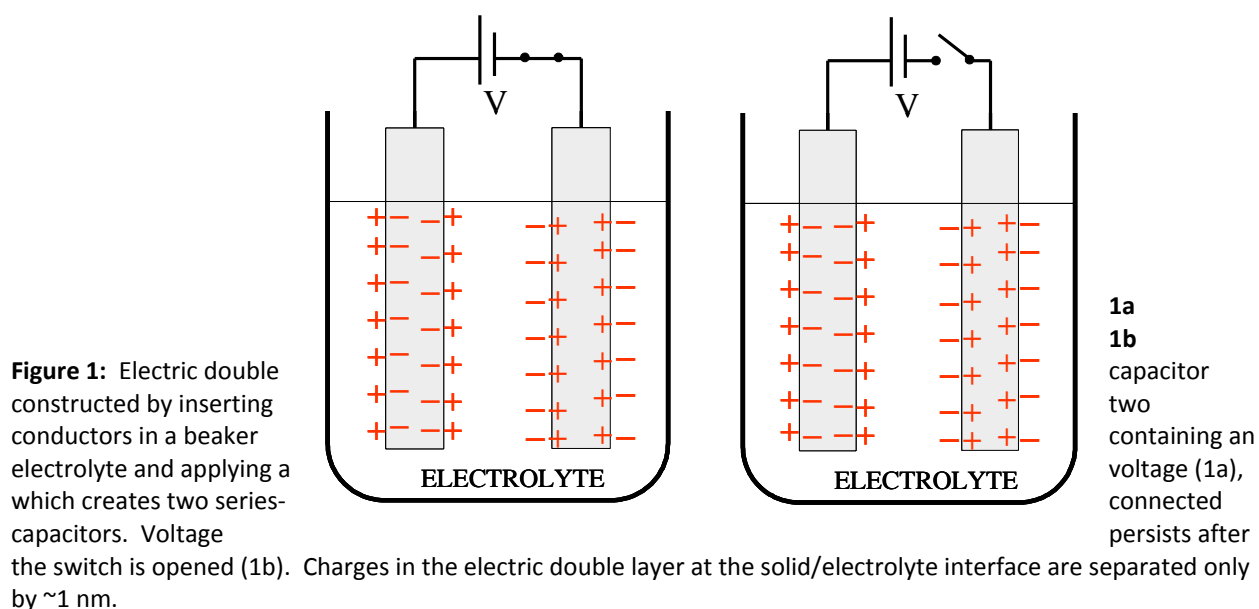 V
V
ELECTROLYTE
ELECTROLYTE
1a
1b
Figure 1: Electric double capacitor
constructed by inserting two
conductors in a beaker containing an
electrolyte and applying a voltage (1a),
which creates two series- connected
capacitors. Voltage persists after
the switch is opened (1b). Charges in the electric double layer at the solid/electrolyte interface are separated only
by ~1 nm.